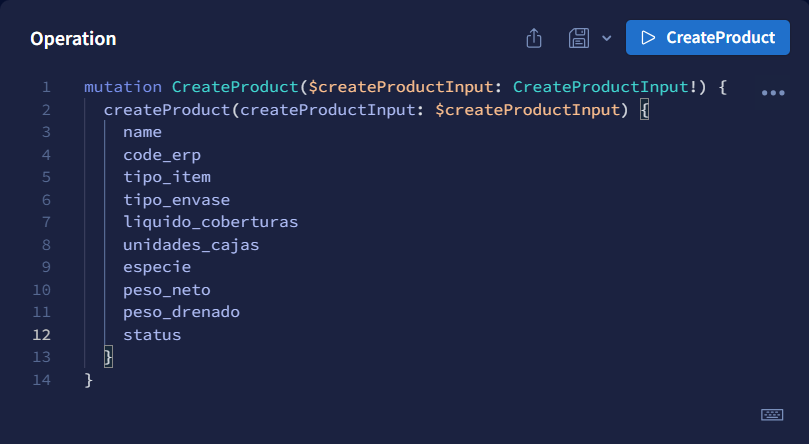 Operation
CreateProduct
1 mutation CreateProduct($createProductInput: CreateProductInput!) {
2 createProduct(createProductInput: $createProductInput) {
3 name
4 code_erp
5 tipo_item
6 tipo_envase
7 liquido_coberturas
8 unidades_cajas
9 especie
10 peso_neto
11 peso_drenado
12 status
13 }
14 }